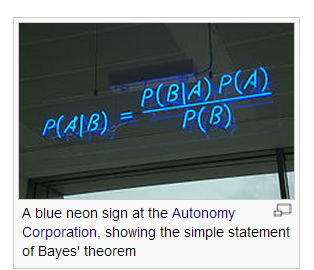 P(A|B) = P(B|A) P(A)
P(B)
A blue neon sign at the Autonomy
Corporation, showing the simple statement
of Bayes' theorem